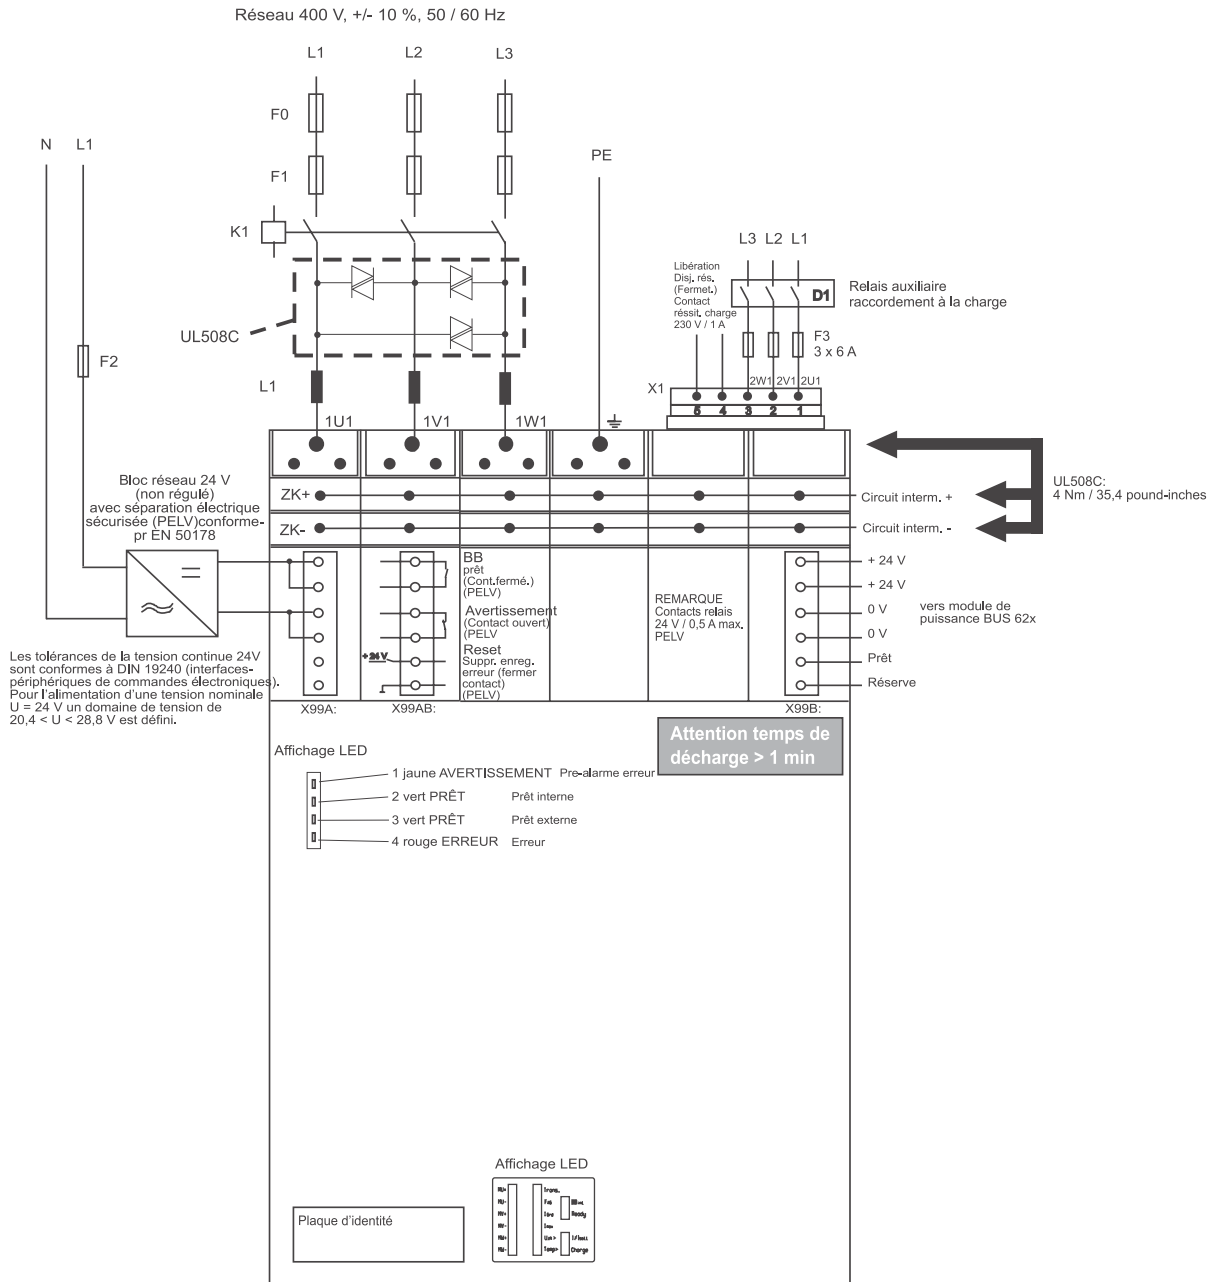 Réseau 400 V, +/- 10 %, 50 / 60 Hz
L1
L2
L3
F0
N
L1
F1
PE
K1
L3 L2 L1
Libération
Disj. rés.
(Fermet.)
Contact
réssit. charge
230 V / 1 A
D1
Relais auxiliaire
raccordement à la charge
UL508C
F2
F3
3 x 6 A
L1
X1
2W1 2V1 2U1
5 4 3 2 1
1U1
1V1
1W1
UL508C:
4 Nm / 35,4 pound-inches
Bloc réseau 24 V
(non régulé)
avec séparation électrique
sécurisée (PELV)conforme-
pr EN 50178
ZK+
Circuit interm. +
ZK-
Circuit interm. -
BB
prêt
(Cont.fermé.)
(PELV)
Avertissement
(Contact ouvert)
(PELV
Reset
Suppr. enreg.
erreur (fermer
contact)
(PELV)
+ 24 V
REMARQUE
Contacts relais
24 V / 0,5 A max.
PELV
+ 24 V
+ 24 V
0 V
0 V
Prêt
Réserve
vers module de
puissance BUS 62x
Les tolérances de la tension continue 24V
sont conformes à DIN 19240 (interfaces-
périphériques de commandes électroniques).
Pour l'alimentation d'une tension nominale
U = 24 V un domaine de tension de
20,4 < U < 28,8 V est défini.
X99A:
X99AB:
X99B:
Attention temps de
décharge > 1 min
Affichage LED
1 jaune AVERTISSEMENT Pre-alarme erreur
2 vert PRÊT Prêt interne
3 vert PRÊT Prêt externe
4 rouge ERREUR Erreur
Affichage LED
Trans.
Ready
Temp>
Charge
Plaque d'identité